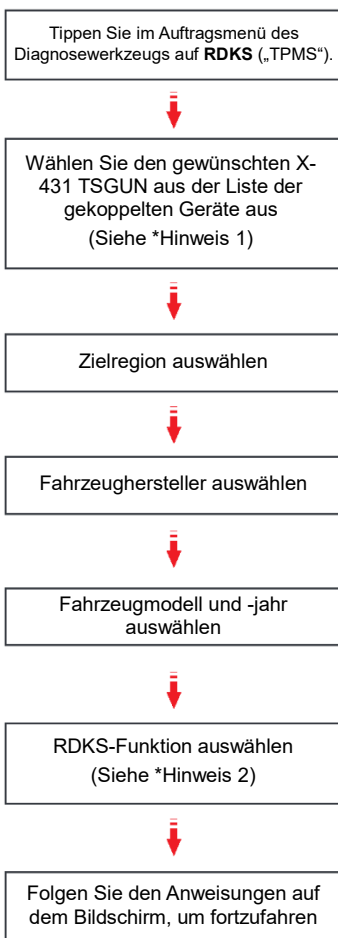 Tippen Sie im Auftragsmenü des
Diagnosewerkzeugs auf RDKS („TPMS“).
Wählen Sie den gewünschten X-
431 TSGUN aus der Liste der
gekoppelten Geräte aus
(Siehe *Hinweis 1)
Zielregion auswählen
Fahrzeughersteller auswählen
Fahrzeugmodell und -jahr
auswählen
RDKS-Funktion auswählen
(Siehe *Hinweis 2)
Folgen Sie den Anweisungen auf
dem Bildschirm, um fortzufahren